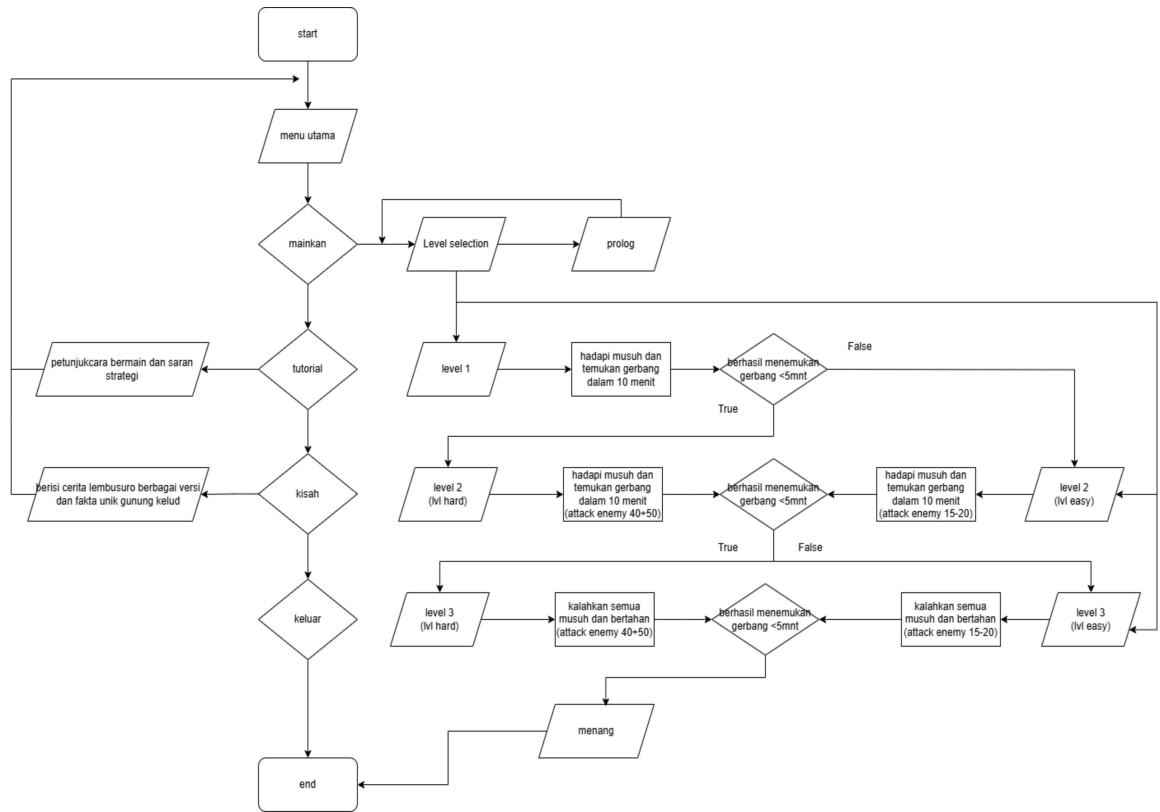 start
menu utama
mainkan
Level selection
prolog
tutorial
petunjukcara bermain dan saran
strategi
level 1
hadapi musuh dan
temukan gerbang
dalam 10 menit
berhasil menemukan
gerbang <5mnt
False
True
kisah
berisi cerita lembusuro berbagai versi
dan fakta unik gunung kelud
level 2
(lvl hard)
hadapi musuh dan
temukan gerbang
dalam 10 menit
(attack enemy 40+50)
berhasil menemukan
gerbang <5mnt
hadapi musuh dan
temukan gerbang
dalam 10 menit
(attack enemy 15-20)
level 2
(lvl easy)
True
False
keluar
level 3
(lvl hard)
kalahkan semua
musuh dan bertahan
(attack enemy 40+50)
berhasil menemukan
gerbang <5mnt
kalahkan semua
musuh dan bertahan
(attack enemy 15-20)
level 3
(lvl easy)
menang
end